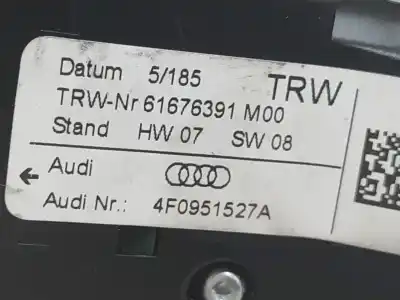 Datum 5/185 TRW
TRW-Nr 61676391 M00
Stand HW 07 SW 08
Audi
Audi Nr.: 4F0951527A